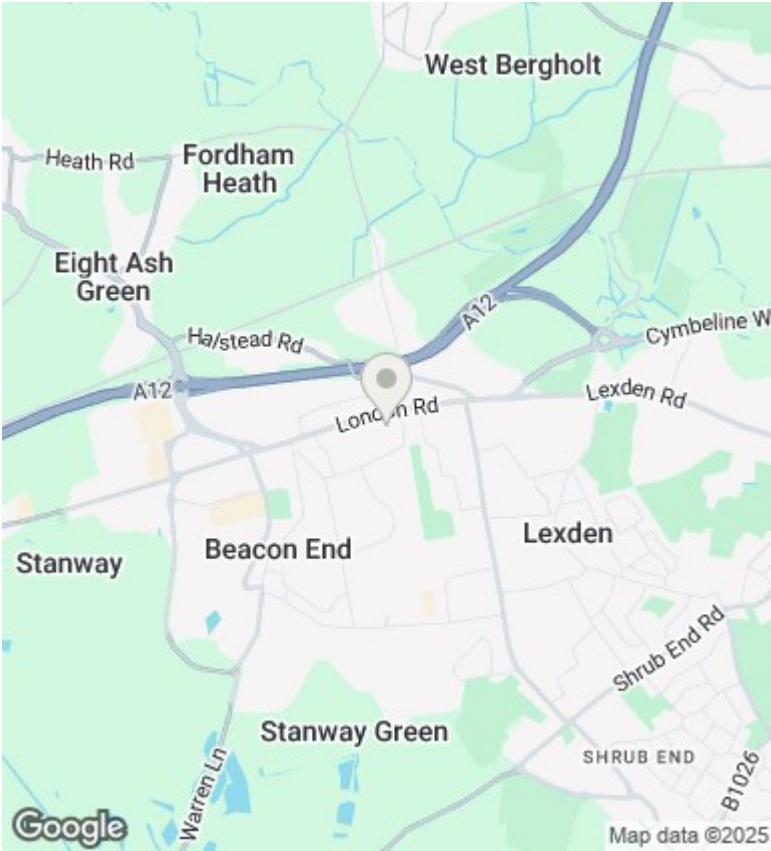 West Bergholt
Heath Rd
Fordham
Heath
Eight Ash
Green
A12
Halstead Rd
Cymbeline W
A12
Lexden Rd
London Rd
Lexden
Beacon End
Stanway
Shrub End Rd
Stanway Green
SHRUB END
Warren Ln
B1026
Google
Map data ©2025